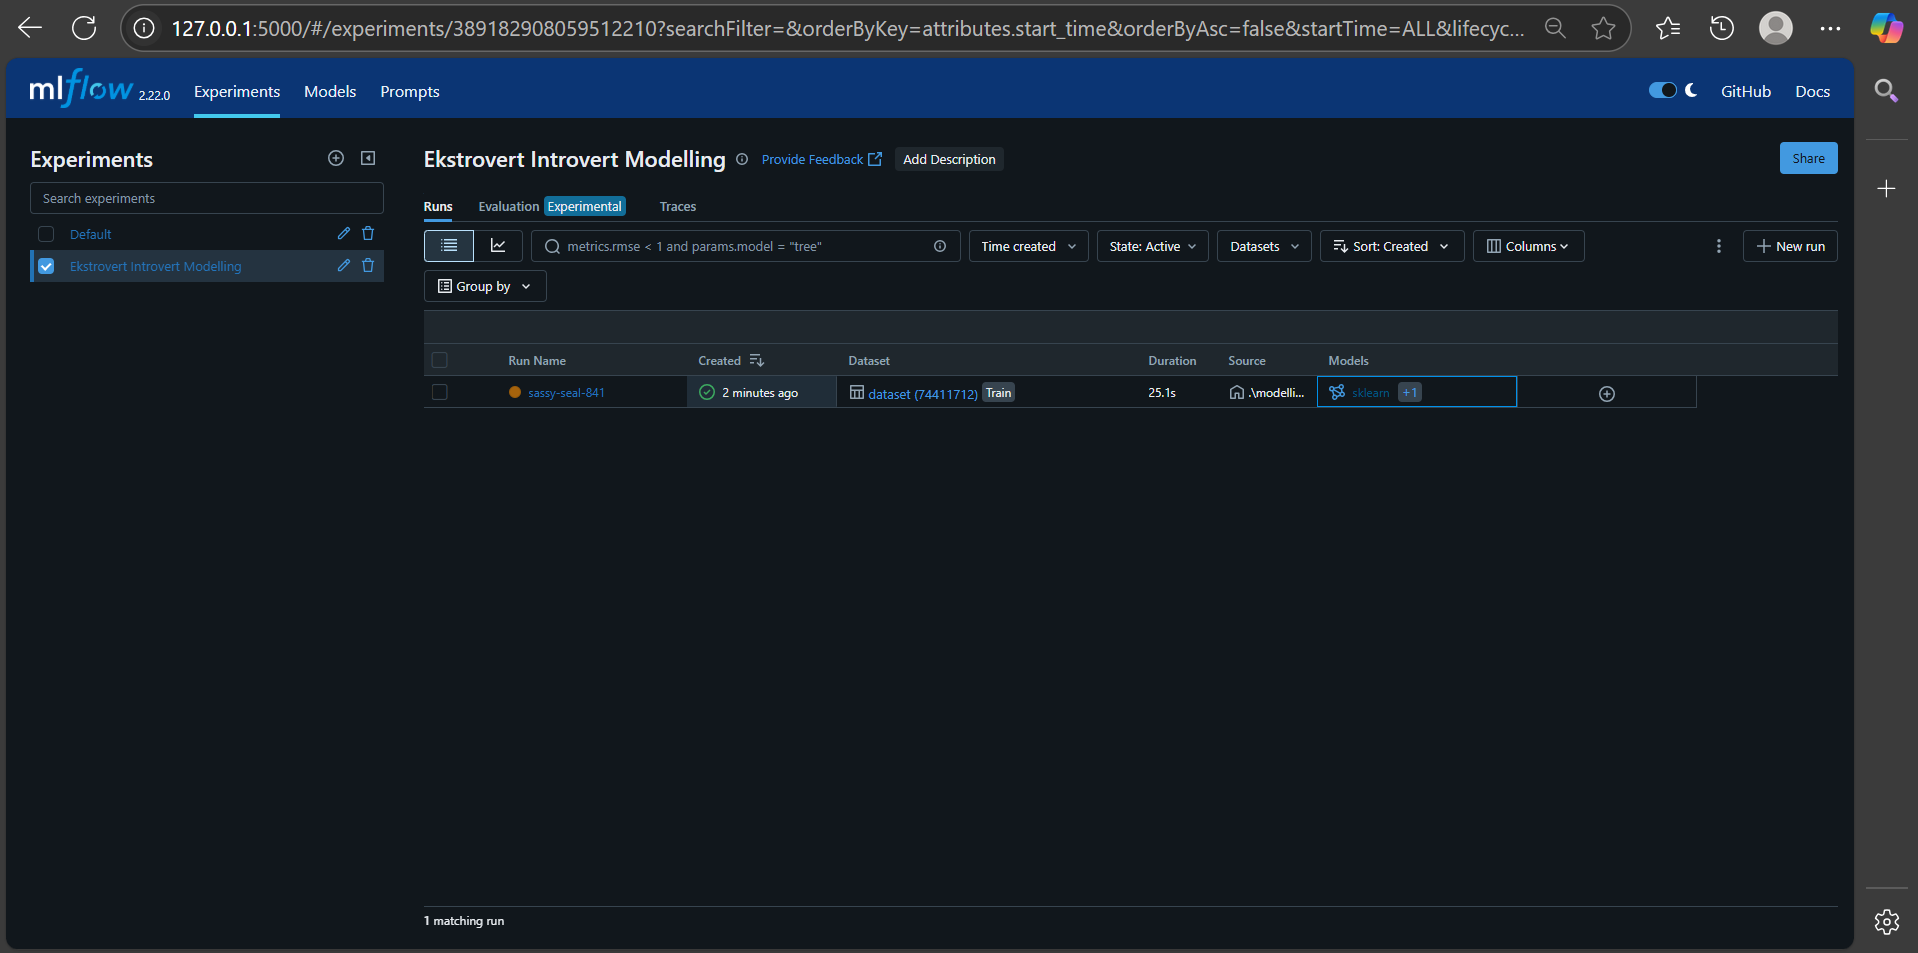 127.0.0.1:5000/#/experiments/389182908059512210?searchFilter=&orderByKey=attributes.start_time&orderByAsc=false&startTime=ALL&lifecyc...
mlflow 2.22.0 Experiments Models Prompts GitHub Docs
Experiments
Search experiments
Default
Ekstrovert Introvert Modelling
Ekstrovert Introvert Modelling Provide Feedback Add Description Share
Runs Evaluation Experimental Traces
metrics.rmse < 1 and params.model = "tree" Time created State: Active Datasets Sort: Created Columns New run
Group by
Run Name Created Dataset Duration Source Models
sassy-seal-841 2 minutes ago dataset (74411712) Train 25.1s .\modelli... sklearn +1
1 matching run